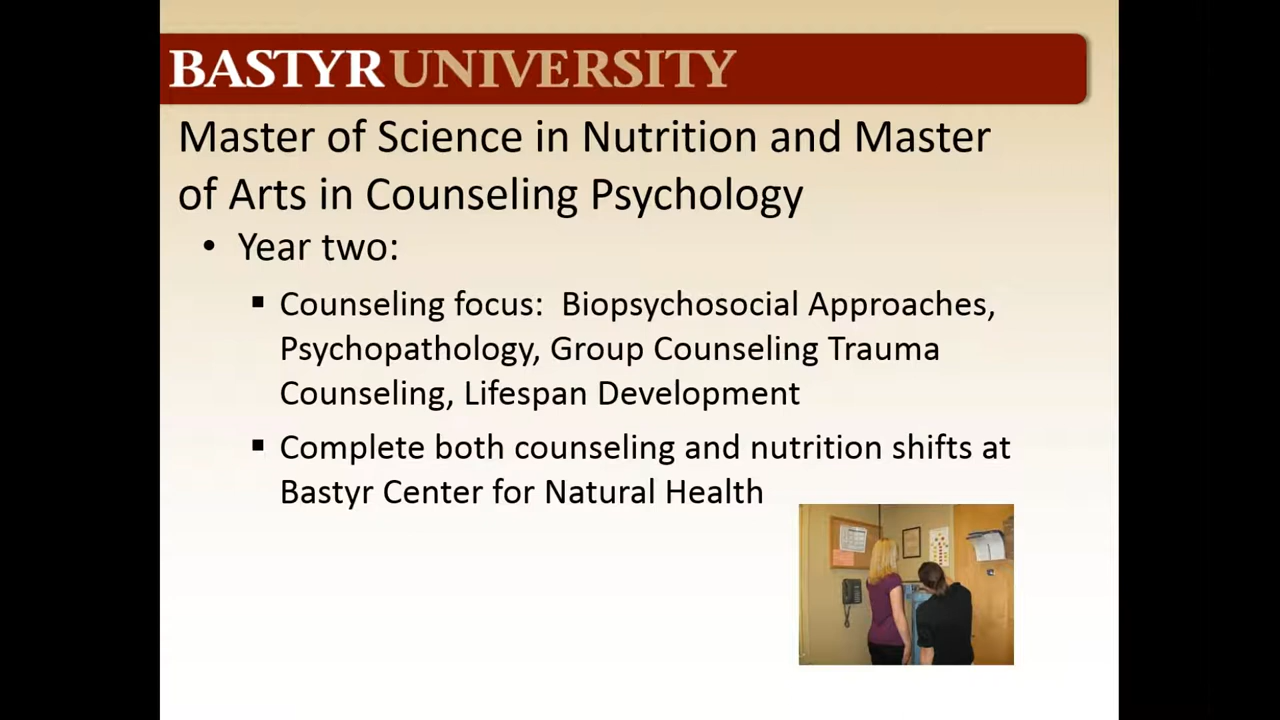 BASTYR UNIVERSITY
Master of Science in Nutrition and Master
of Arts in Counseling Psychology
• Year two:
▪ Counseling focus:  Biopsychosocial Approaches,
Psychopathology, Group Counseling Trauma
Counseling, Lifespan Development
▪ Complete both counseling and nutrition shifts at
Bastyr Center for Natural Health